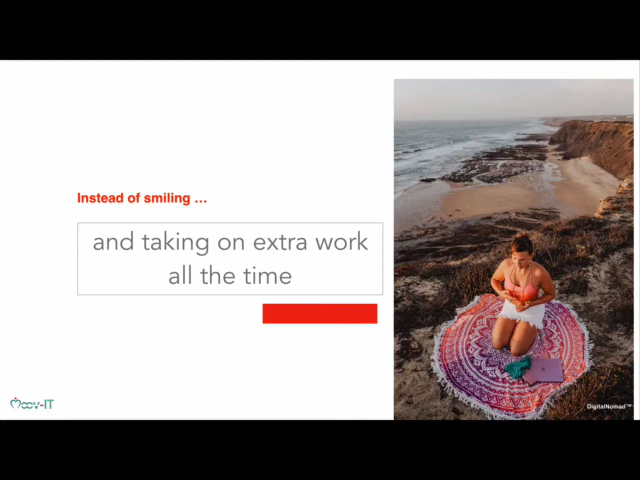 Instead of smiling ...
and taking on extra work
all the time
Moov-IT
DigitalNomad™